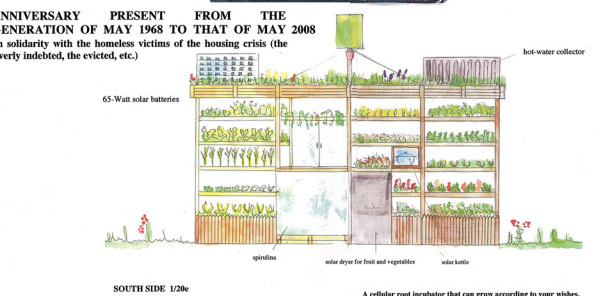 NNIVERSARY PRESENT FROM THE
ENERATION OF MAY 1968 TO THAT OF MAY 2008
n solidarity with the homeless victims of the housing crisis (the
verly indebted, the evicted, etc.)
hot-water collector
65-Watt solar batteries
spirulina
solar dryer for fruit and vegetables
solar kettle
SOUTH SIDE 1/20e
A cellular root incubator that can grow according to your wishes.